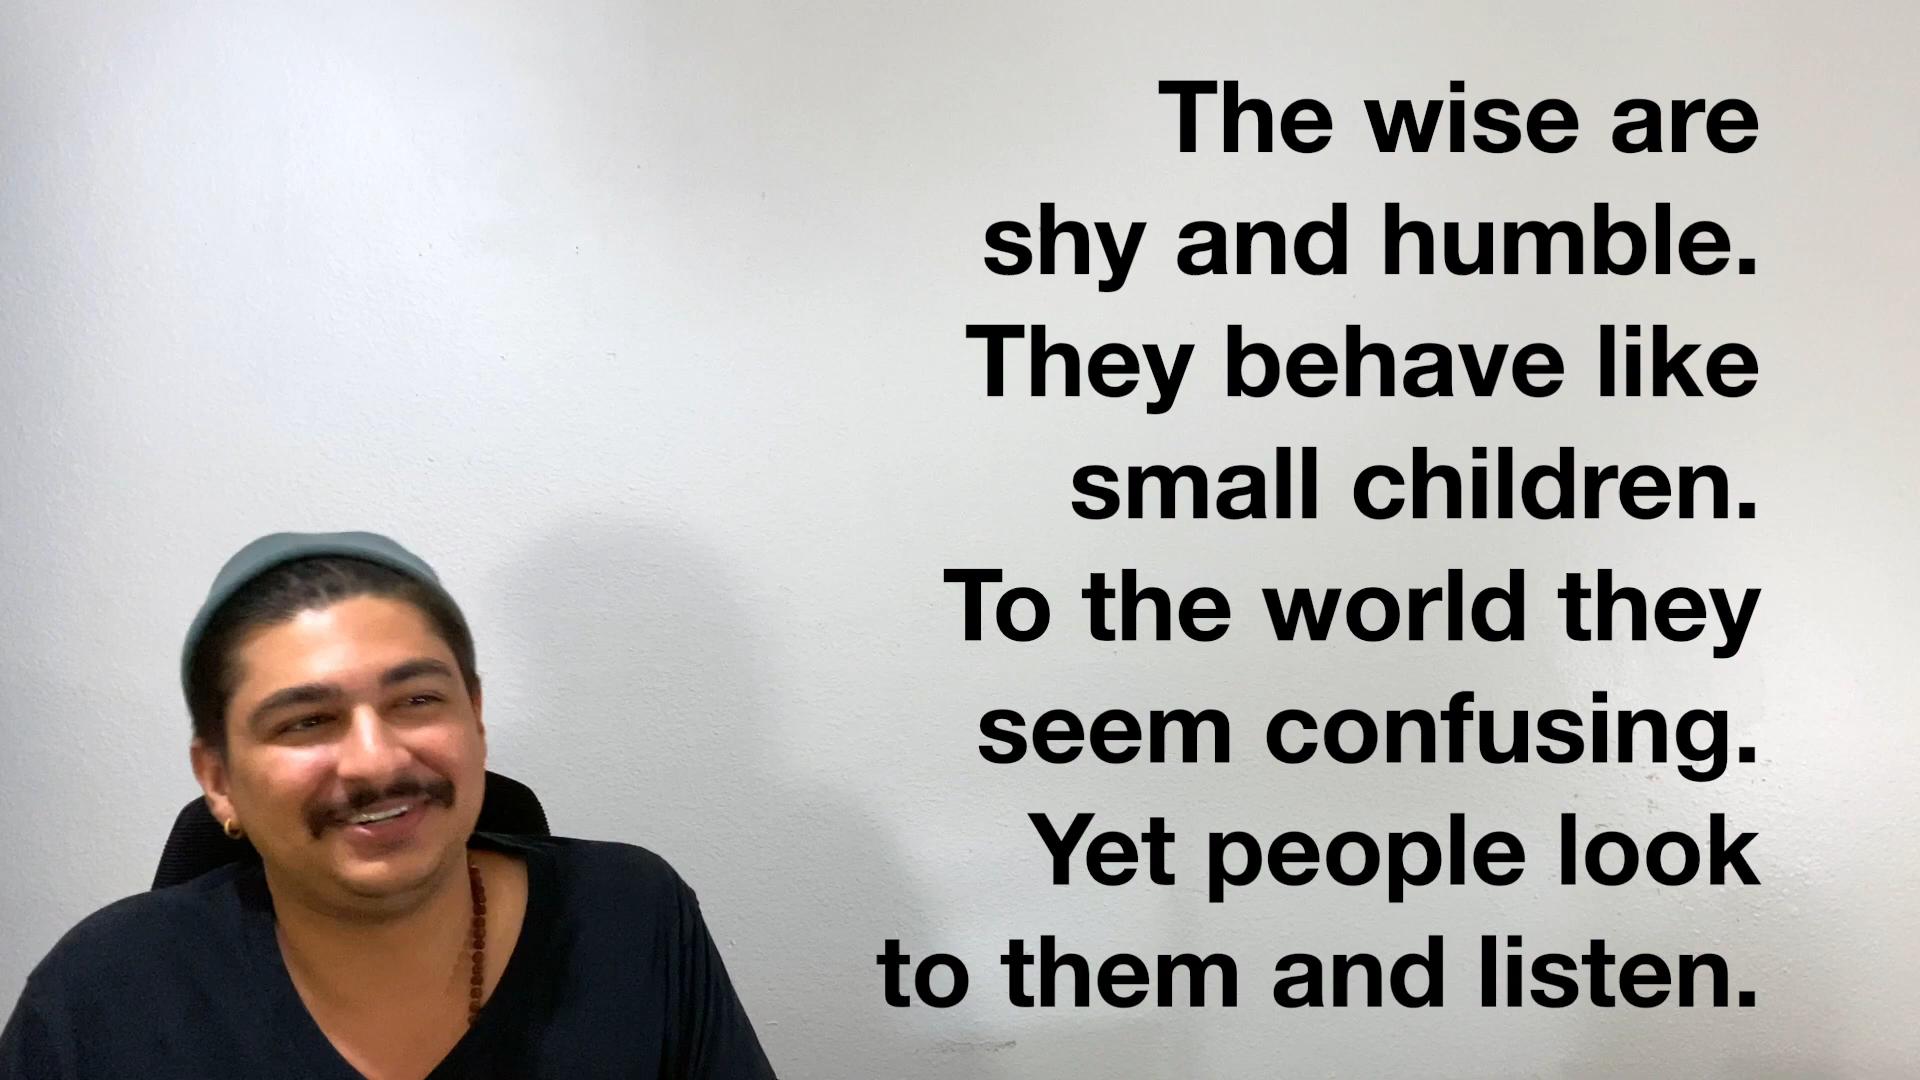 The wise are
shy and humble.
They behave like
small children.
To the world they
seem confusing.
Yet people look
to them and listen.